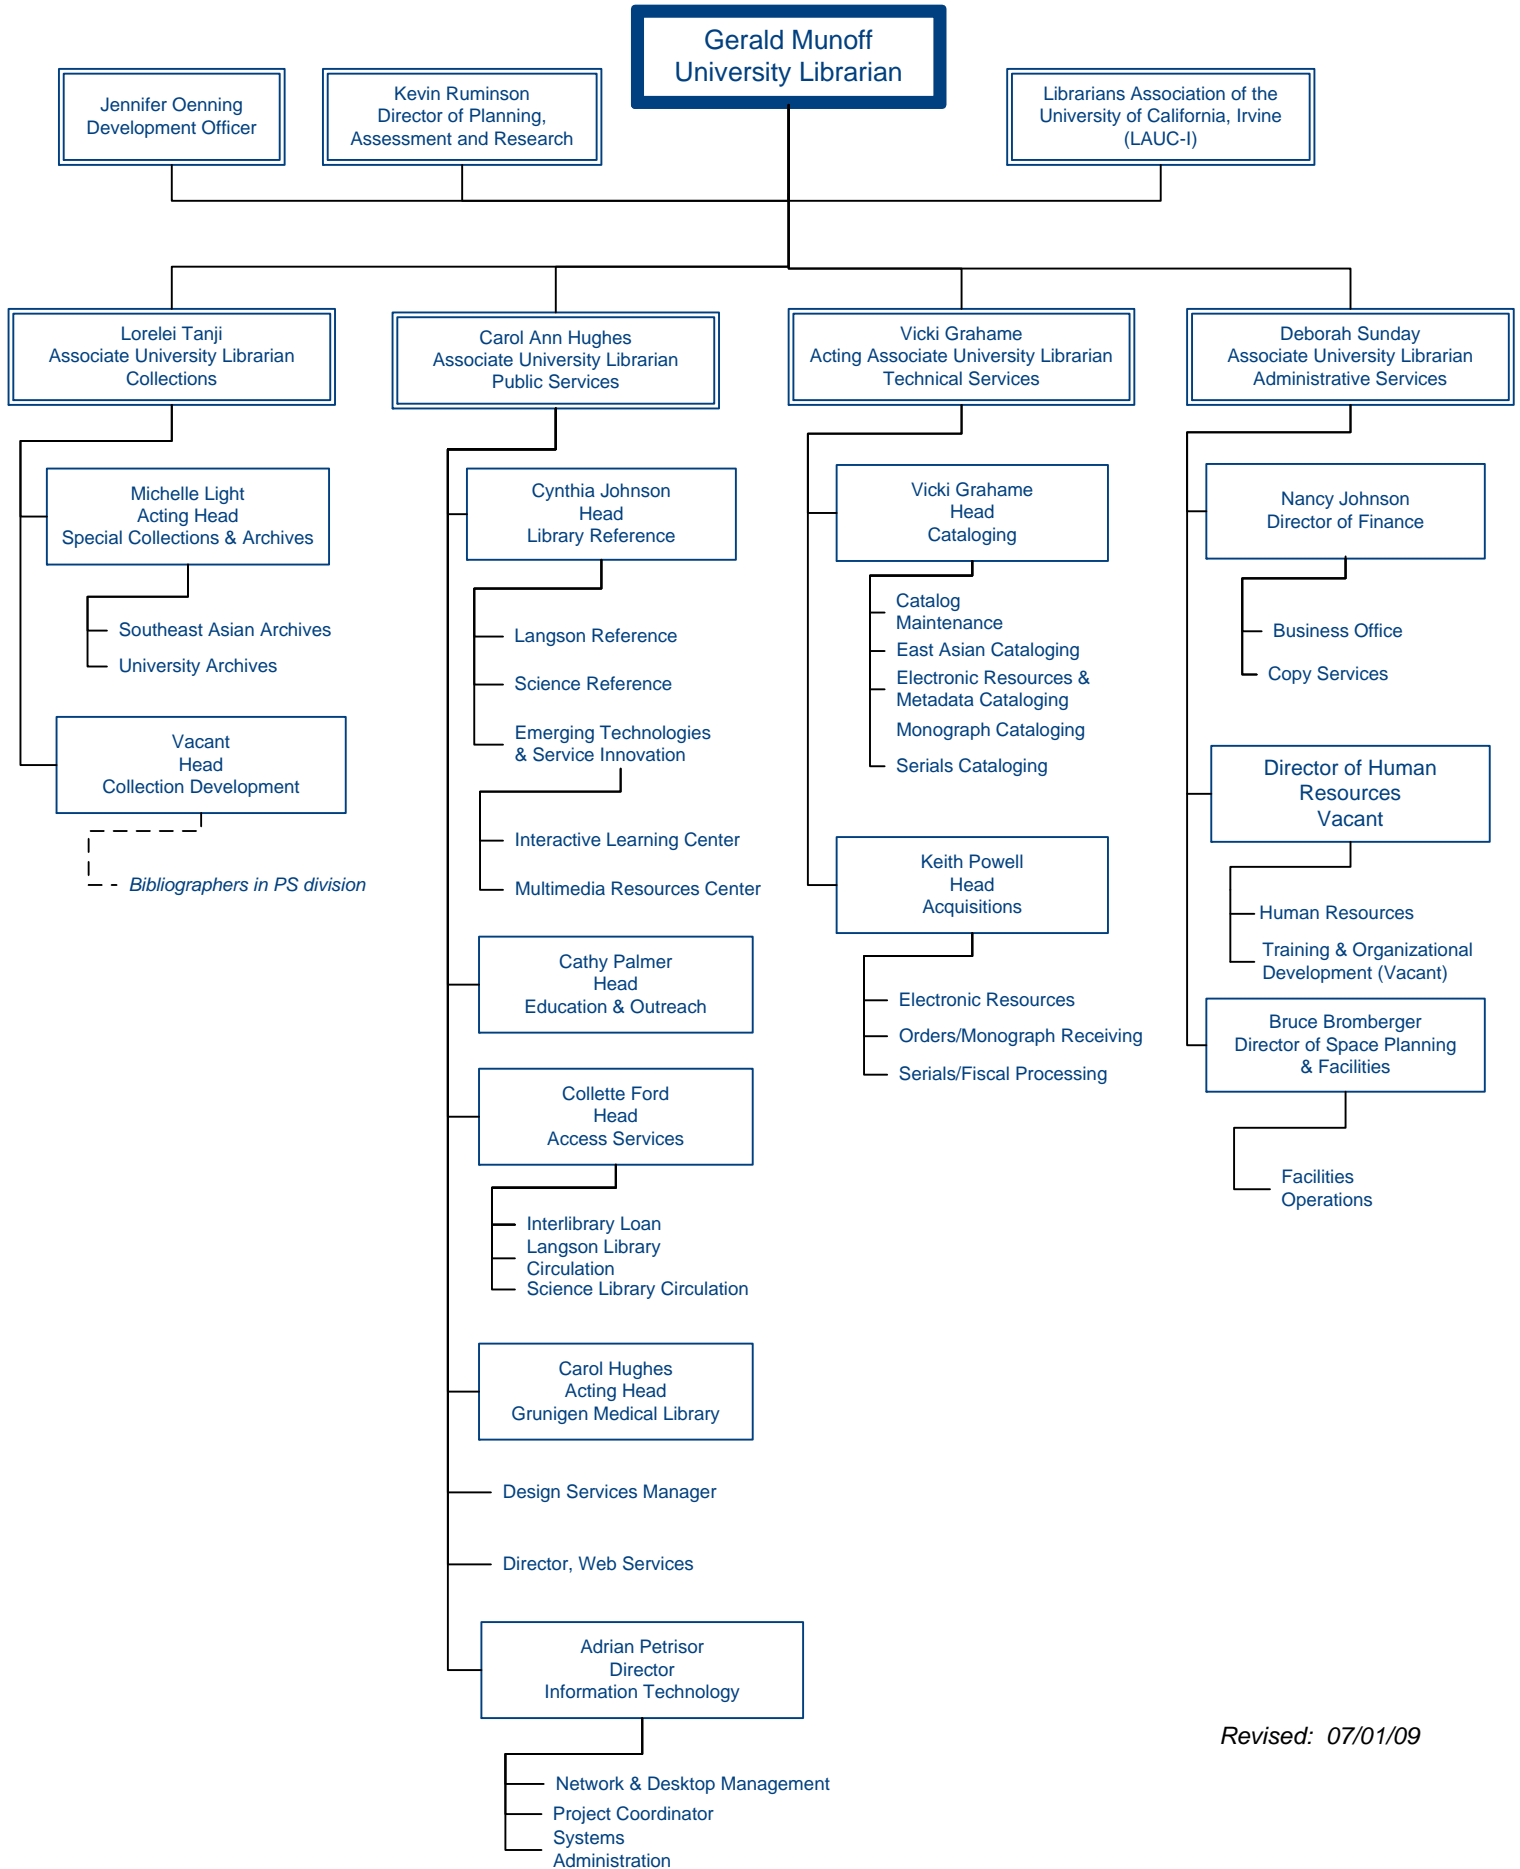 Gerald Munoff
University Librarian
Jennifer Oenning
Development Officer
Kevin Ruminson
Director of Planning,
Assessment and Research
Librarians Association of the
University of California, Irvine
(LAUC-I)
Lorelei Tanji
Associate University Librarian
Collections
Carol Ann Hughes
Associate University Librarian
Public Services
Vicki Grahame
Acting Associate University Librarian
Technical Services
Deborah Sunday
Associate University Librarian
Administrative Services
Michelle Light
Acting Head
Special Collections & Archives
Southeast Asian Archives
University Archives
Vacant
Head
Collection Development
Bibliographers in PS division
Cynthia Johnson
Head
Library Reference
Langson Reference
Science Reference
Emerging Technologies
& Service Innovation
Interactive Learning Center
Multimedia Resources Center
Cathy Palmer
Head
Education & Outreach
Collette Ford
Head
Access Services
Interlibrary Loan
Langson Library
Circulation
Science Library Circulation
Carol Hughes
Acting Head
Grunigen Medical Library
Design Services Manager
Director, Web Services
Adrian Petrisor
Director
Information Technology
Network & Desktop Management
Project Coordinator
Systems
Administration
Vicki Grahame
Head
Cataloging
Catalog
Maintenance
East Asian Cataloging
Electronic Resources &
Metadata Cataloging
Monograph Cataloging
Serials Cataloging
Keith Powell
Head
Acquisitions
Electronic Resources
Orders/Monograph Receiving
Serials/Fiscal Processing
Nancy Johnson
Director of Finance
Business Office
Copy Services
Director of Human
Resources
Vacant
Human Resources
Training & Organizational
Development (Vacant)
Bruce Bromberger
Director of Space Planning
& Facilities
Facilities
Operations
Revised: 07/01/09